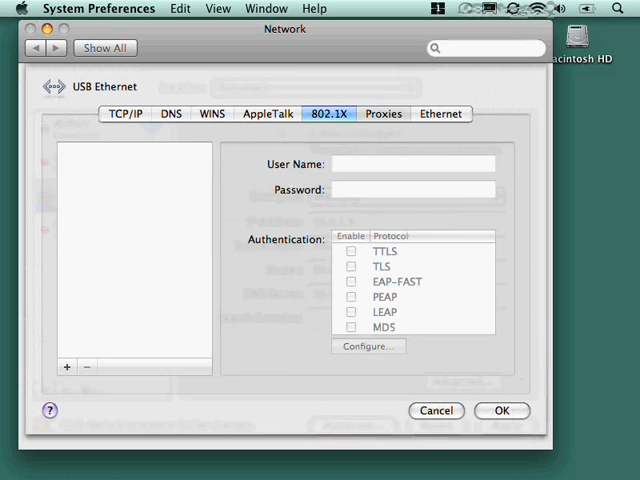 System Preferences Edit View Window Help
Network
Show All
acintosh HD
USB Ethernet
TCP/IP DNS WINS AppleTalk 802.1X Proxies Ethernet
User Name:
Password:
Authentication:
Enable Protocol
TTLS
TLS
EAP-FAST
PEAP
LEAP
MD5
Configure...
+ −
? Cancel OK